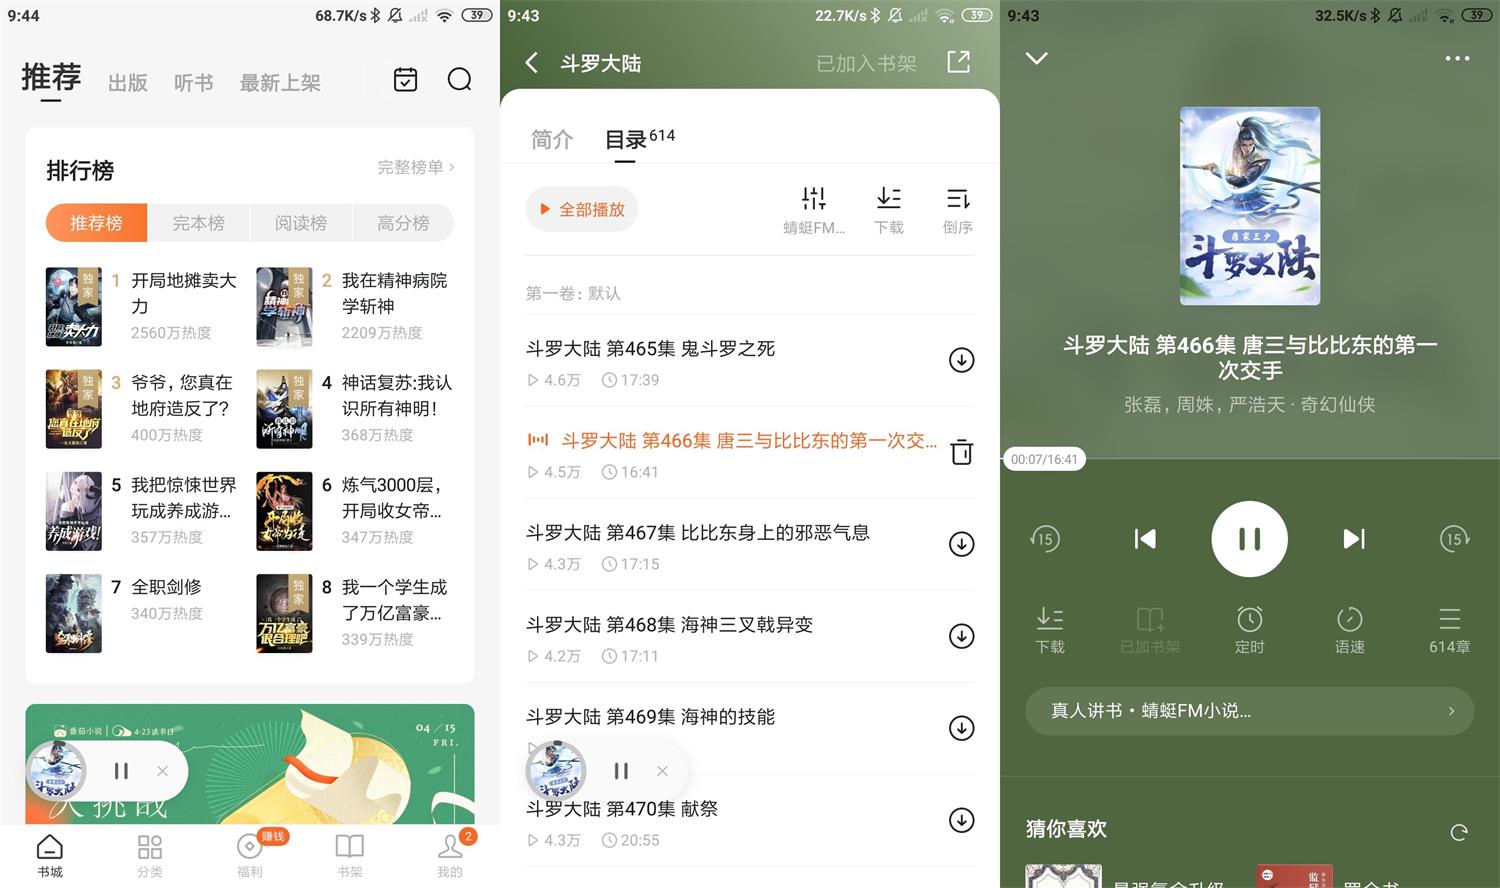 9:44
68.7K/s
39
推荐 出版 听书 最新上架
排行榜
完整榜单 >
推荐榜 完本榜 阅读榜 高分榜
独家
1 开局地摊卖大力
2560万热度
独家
2 我在精神病院学斩神
2209万热度
独家
3 爷爷，您真在地府造反了?
400万热度
独家
4 神话复苏:我认识所有神明!
368万热度
5 我把惊悚世界玩成养成游...
357万热度
6 炼气3000层，开局收女帝...
347万热度
7 全职剑修
340万热度
独家
8 我一个学生成了万亿富豪...
339万热度
番茄小说 4·23读书日
04/15
FRI.
斗罗大陆
大挑战
书城 分类 福利 书架 我的
赚钱
2
9:43
22.7K/s
39
斗罗大陆
已加入书架
简介 目录614
全部播放
蜻蜓FM... 下载 倒序
第一卷: 默认
斗罗大陆 第465集 鬼斗罗之死
4.6万 17:39
斗罗大陆 第466集 唐三与比比东的第一次交...
4.5万 16:41
斗罗大陆 第467集 比比东身上的邪恶气息
4.3万 17:15
斗罗大陆 第468集 海神三叉戟异变
4.2万 17:11
斗罗大陆 第469集 海神的技能
斗罗大陆
斗罗大陆 第470集 献祭
4.3万 20:55
9:43
32.5K/s
39
唐家三少
斗罗大陆
斗罗大陆 第466集 唐三与比比东的第一
次交手
张磊，周姝，严浩天 · 奇幻仙侠
00:07/16:41
15
15
下载 已加书架 定时 语速 614章
真人讲书・蜻蜓FM小说...
猜你喜欢